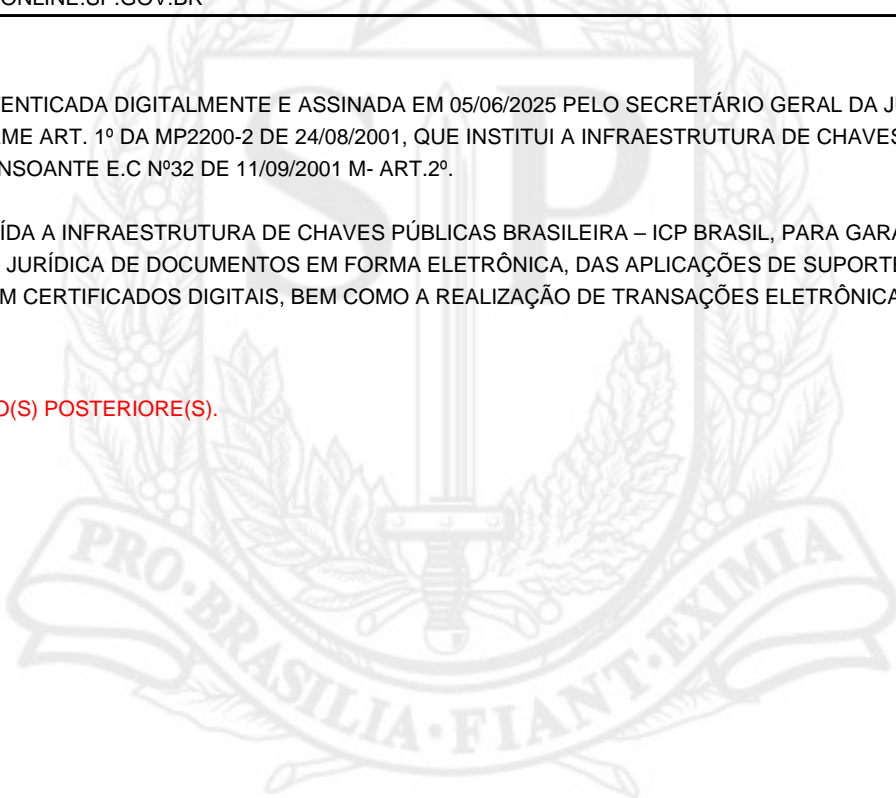 ONLINE.SP.GOV.BR
ENTICADA DIGITALMENTE E ASSINADA EM 05/06/2025 PELO SECRETÁRIO GERAL DA J
ME ART. 1º DA MP2200-2 DE 24/08/2001, QUE INSTITUI A INFRAESTRUTURA DE CHAVES
NSOANTE E.C Nº32 DE 11/09/2001 M- ART.2º.
ÍDA A INFRAESTRUTURA DE CHAVES PÚBLICAS BRASILEIRA – ICP BRASIL, PARA GARA
JURÍDICA DE DOCUMENTOS EM FORMA ELETRÔNICA, DAS APLICAÇÕES DE SUPORTE
M CERTIFICADOS DIGITAIS, BEM COMO A REALIZAÇÃO DE TRANSAÇÕES ELETRÔNICA
O(S) POSTERIORE(S).
SP
PRO·BRASILIA·FIANT·EXIMIA